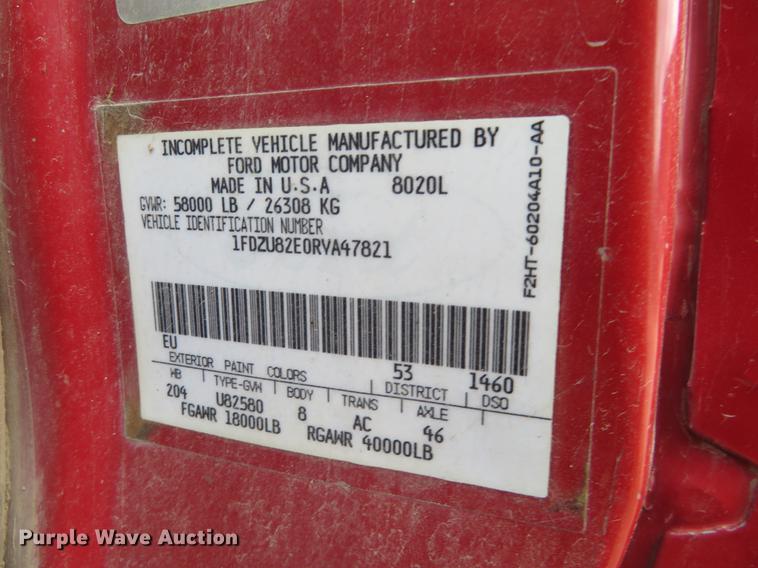 INCOMPLETE VEHICLE MANUFACTURED BY
FORD MOTOR COMPANY
MADE IN U.S.A 8020L
GVWR: 58000 LB / 26308 KG
VEHICLE IDENTIFICATION NUMBER
1FDZU82E0RVA47821
F2HT-60204A10-AA
EU 53 1460
EXTERIOR PAINT COLORS DISTRICT DSO
WB TYPE-GVW BODY TRANS AXLE
204 U82580 8 AC 46
FGAWR 18000LB RGAWR 40000LB
Purple Wave Auction